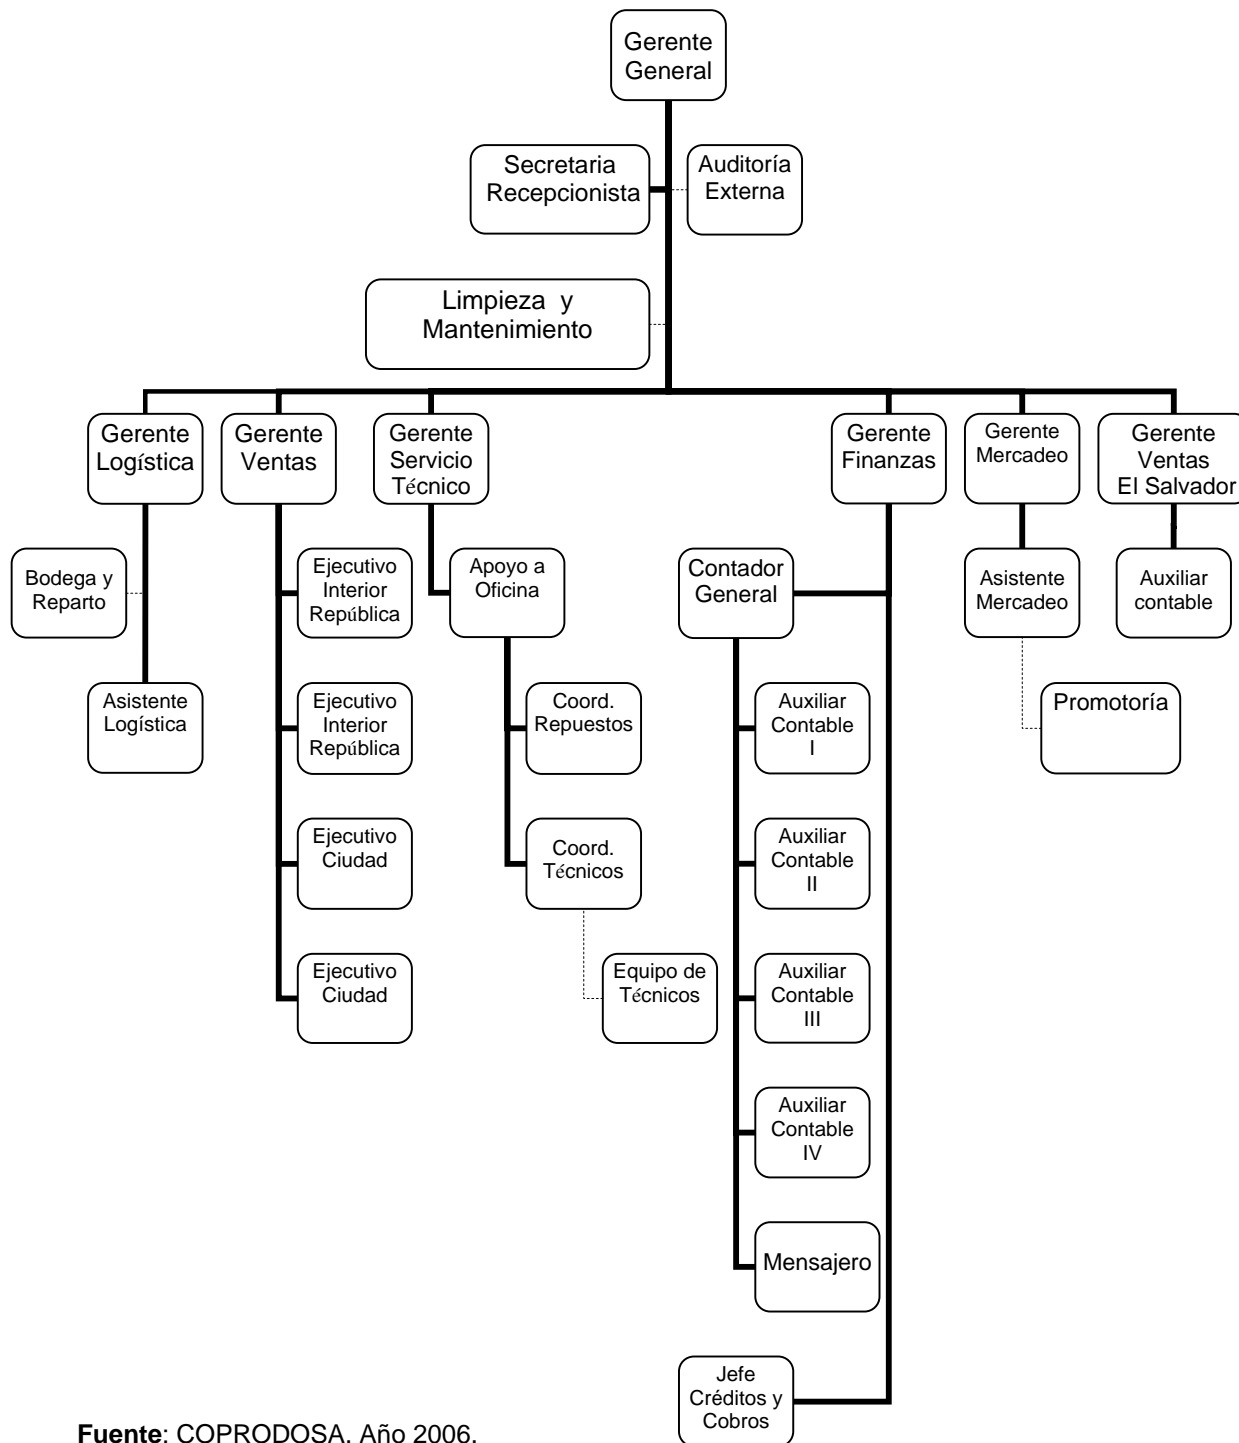 Gerente
General
Secretaria
Recepcionista
Auditoría
Externa
Limpieza y
Mantenimiento
Gerente
Logística
Gerente
Ventas
Gerente
Servicio
Técnico
Gerente
Finanzas
Gerente
Mercadeo
Gerente
Ventas
El Salvador
Bodega y
Reparto
Ejecutivo
Interior
República
Apoyo a
Oficina
Contador
General
Asistente
Mercadeo
Auxiliar
contable
Asistente
Logística
Ejecutivo
Interior
República
Coord.
Repuestos
Auxiliar
Contable
I
Promotoría
Ejecutivo
Ciudad
Coord.
Técnicos
Auxiliar
Contable
II
Ejecutivo
Ciudad
Equipo de
Técnicos
Auxiliar
Contable
III
Auxiliar
Contable
IV
Mensajero
Jefe
Créditos y
Cobros
Fuente: COPRODOSA. Año 2006.